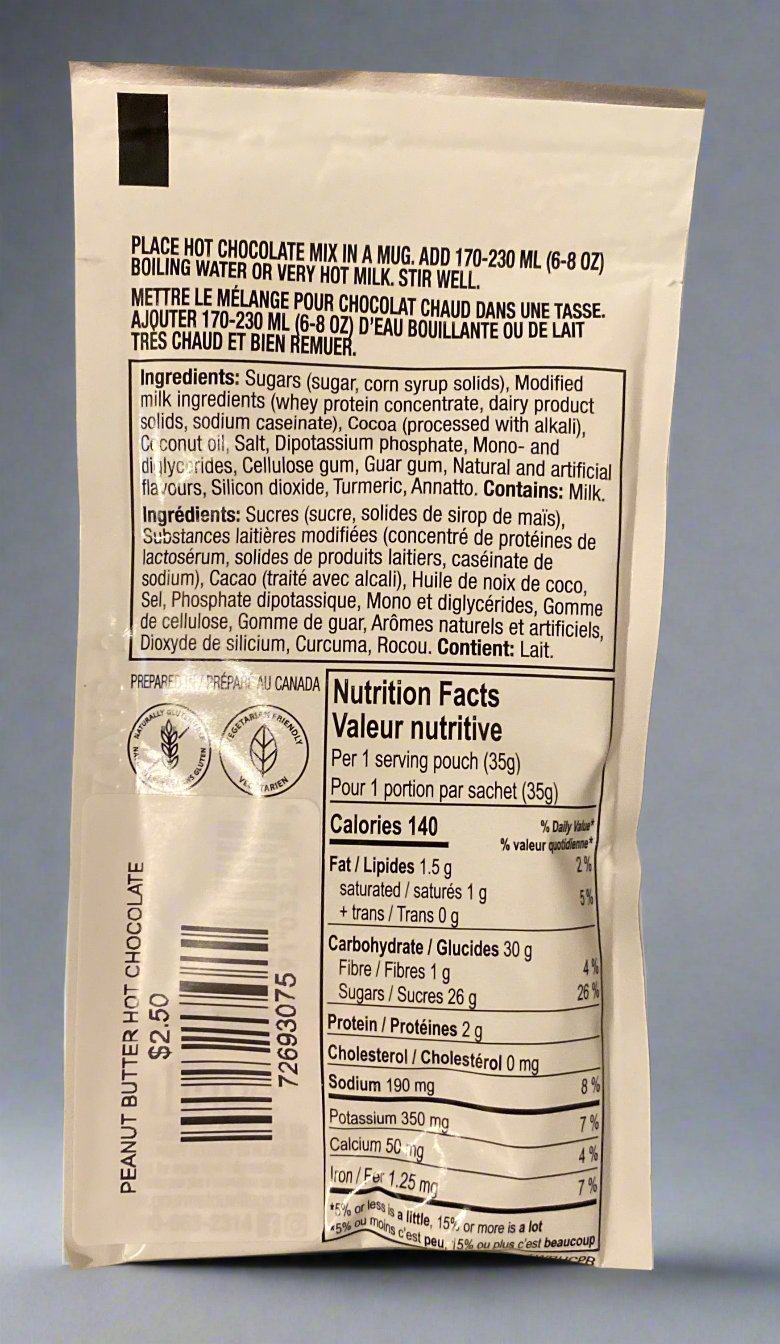 PLACE HOT CHOCOLATE MIX IN A MUG. ADD 170-230 ML (6-8 OZ)
BOILING WATER OR VERY HOT MILK. STIR WELL.
METTRE LE MÉLANGE POUR CHOCOLAT CHAUD DANS UNE TASSE.
AJOUTER 170-230 ML (6-8 OZ) D'EAU BOUILLANTE OU DE LAIT
TRÈS CHAUD ET BIEN REMUER.
Ingredients: Sugars (sugar, corn syrup solids), Modified
milk ingredients (whey protein concentrate, dairy product
solids, sodium caseinate), Cocoa (processed with alkali),
Coconut oil, Salt, Dipotassium phosphate, Mono- and
diglycerides, Cellulose gum, Guar gum, Natural and artificial
flavours, Silicon dioxide, Turmeric, Annatto. Contains: Milk.
Ingrédients: Sucres (sucre, solides de sirop de maïs),
Substances laitières modifiées (concentré de protéines de
lactosérum, solides de produits laitiers, caséinate de
sodium), Cacao (traité avec alcali), Huile de noix de coco,
Sel, Phosphate dipotassique, Mono et diglycérides, Gomme
de cellulose, Gomme de guar, Arômes naturels et artificiels,
Dioxyde de silicium, Curcuma, Rocou. Contient: Lait.
PREPARED PRÉPARÉ AU CANADA
NATURALLY GLUTEN
SANS GLUTEN
VEGETARIAN FRIENDLY
VÉGÉTARIEN
Nutrition Facts
Valeur nutritive
Per 1 serving pouch (35g)
Pour 1 portion par sachet (35g)
Calories 140
% Daily Value*
% valeur quotidienne*
Fat / Lipides 1.5 g 2 %
saturated / saturés 1 g
+ trans / Trans 0 g 5 %
Carbohydrate / Glucides 30 g
Fibre / Fibres 1 g 4 %
Sugars / Sucres 26 g 26 %
Protein / Protéines 2 g
Cholesterol / Cholestérol 0 mg
Sodium 190 mg 8 %
Potassium 350 mg 7 %
Calcium 50 mg 4 %
Iron / Fer 1.25 mg 7 %
*5% or less is a little, 15% or more is a lot
*5% ou moins c'est peu, 15% ou plus c'est beaucoup
PEANUT BUTTER HOT CHOCOLATE
$2.50
72693075